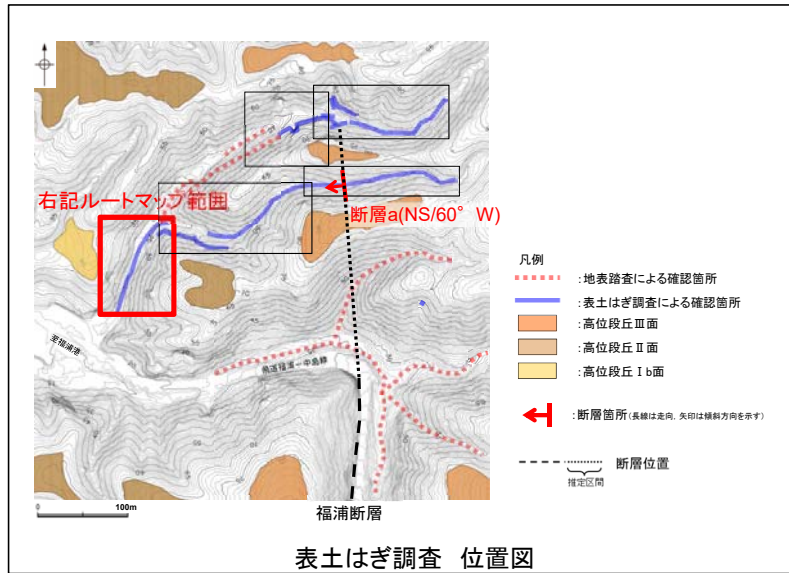 右記ルートマップ範囲
断層a(NS/60°W)
至福浦港
県道福浦ー中島線
100m
0
福浦断層
凡例
:地表踏査による確認箇所
:表土はぎ調査による確認箇所
:高位段丘Ⅲ面
:高位段丘Ⅱ面
:高位段丘Ⅰb面
:断層箇所(長線は走向,矢印は傾斜方向を示す)
断層位置
推定区間
表土はぎ調査 位置図